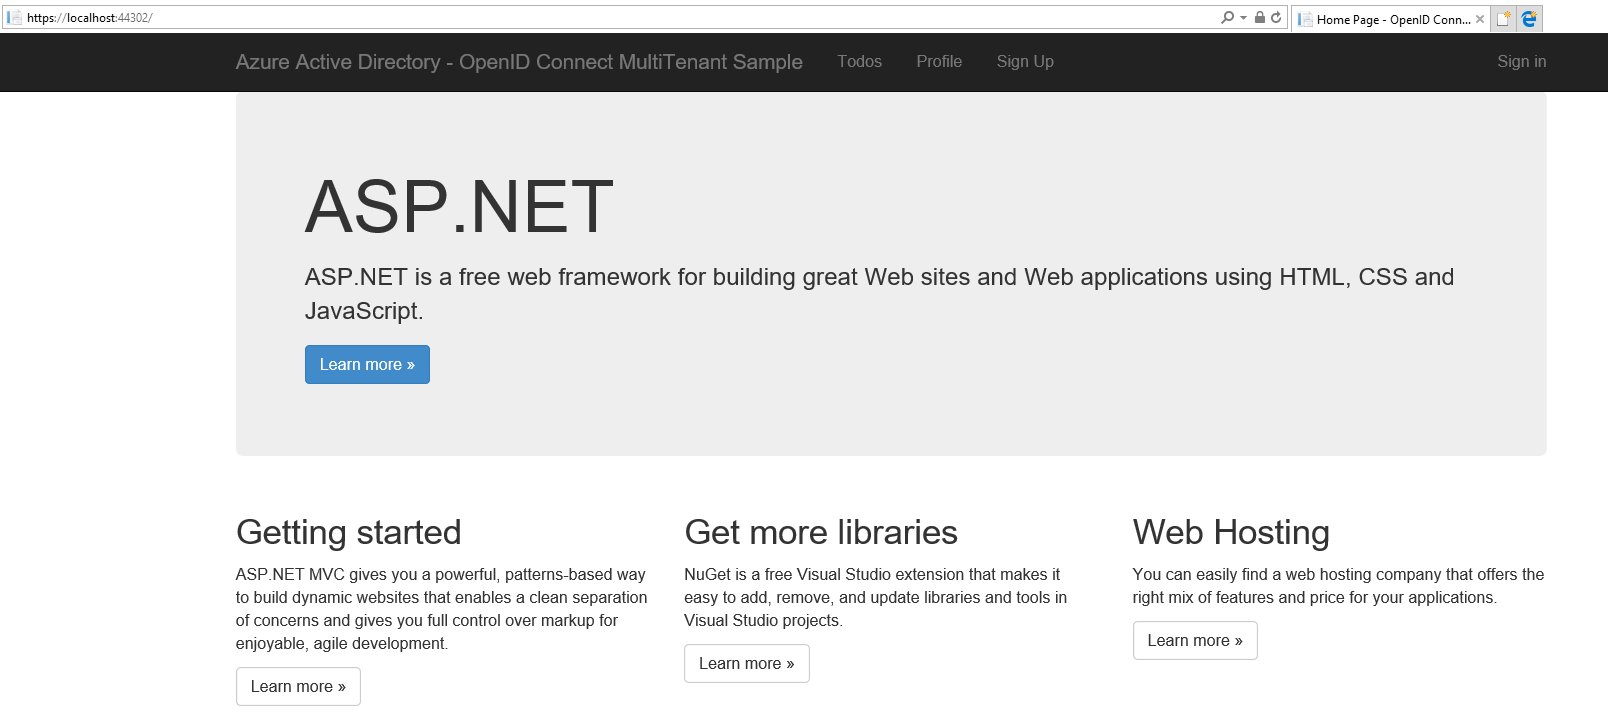 https://localhost:44302/
Home Page - OpenID Conn...
Azure Active Directory - OpenID Connect MultiTenant Sample Todos Profile Sign Up Sign in
ASP.NET
ASP.NET is a free web framework for building great Web sites and Web applications using HTML, CSS and
JavaScript.
Learn more »
Getting started
ASP.NET MVC gives you a powerful, patterns-based way
to build dynamic websites that enables a clean separation
of concerns and gives you full control over markup for
enjoyable, agile development.
Learn more »
Get more libraries
NuGet is a free Visual Studio extension that makes it
easy to add, remove, and update libraries and tools in
Visual Studio projects.
Learn more »
Web Hosting
You can easily find a web hosting company that offers the
right mix of features and price for your applications.
Learn more »